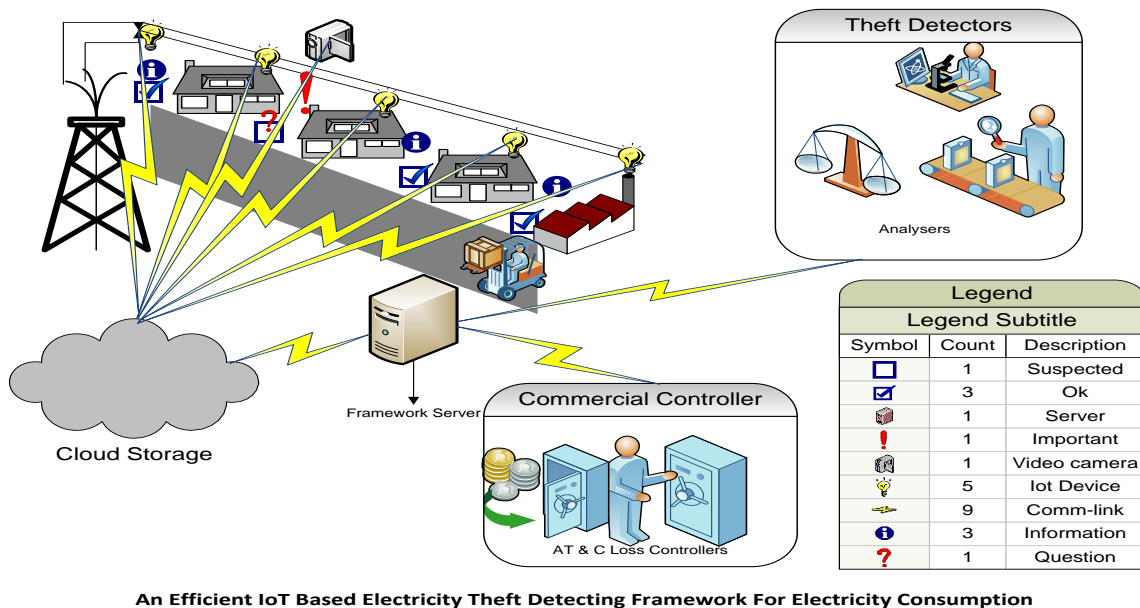 Theft Detectors
Analysers
Legend
Legend Subtitle
Symbol Count Description
1 Suspected
3 Ok
1 Server
1 Important
1 Video camera
5 Iot Device
9 Comm-link
3 Information
1 Question
Framework Server
Cloud Storage
Commercial Controller
AT & C Loss Controllers
An Efficient IoT Based Electricity Theft Detecting Framework For Electricity Consumption